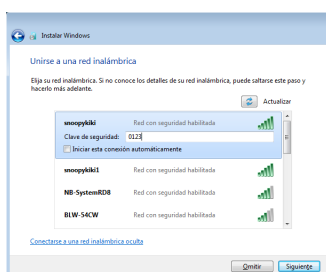 Instalar Windows
Unirse a una red inalámbrica
Elija su red inalámbrica. Si no conoce los detalles de su red inalámbrica, puede saltarse este paso y
hacerlo más adelante.
Actualizar
snoopykiki Red con seguridad habilitada
Clave de seguridad: 0123
Iniciar esta conexión automáticamente
snoopykiki1 Red con seguridad habilitada
NB-SystemRD8 Red con seguridad habilitada
BLW-54CW Red con seguridad habilitada
Conectarse a una red inalámbrica oculta
Omitir Siguiente